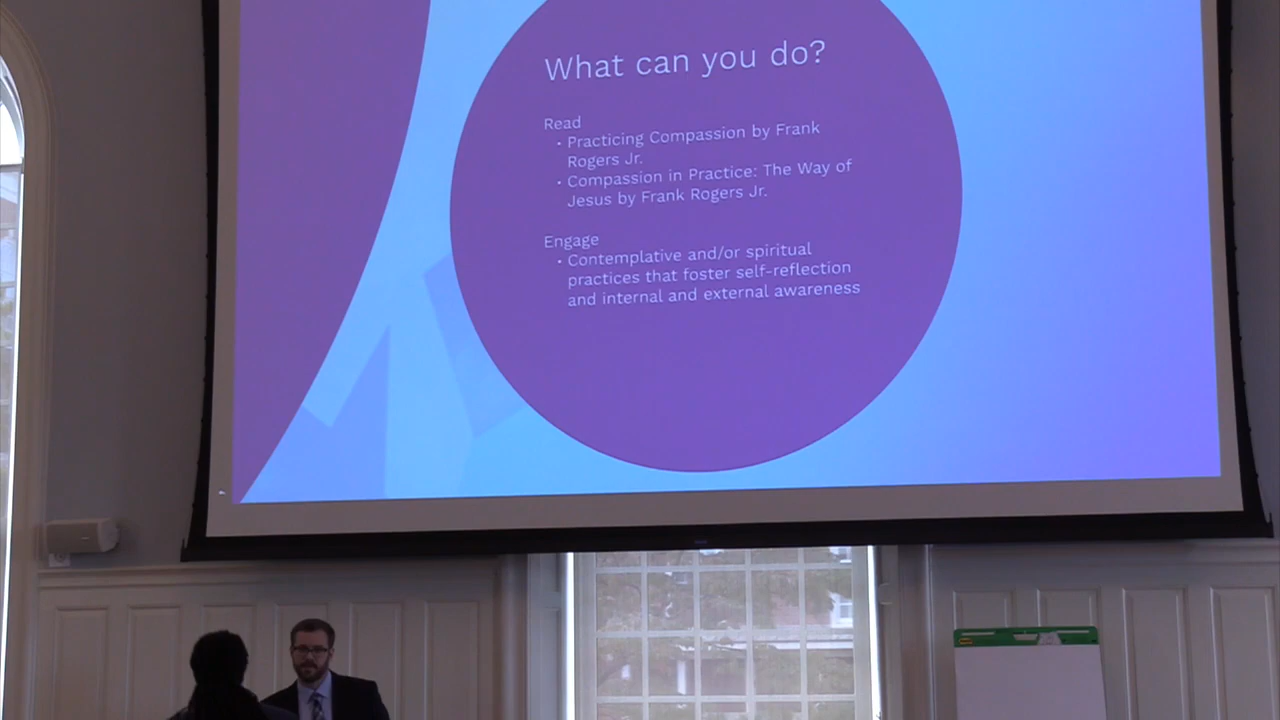 What can you do?
Read
• Practicing Compassion by Frank
Rogers Jr.
• Compassion in Practice: The Way of
Jesus by Frank Rogers Jr.
Engage
• Contemplative and/or spiritual
practices that foster self-reflection
and internal and external awareness